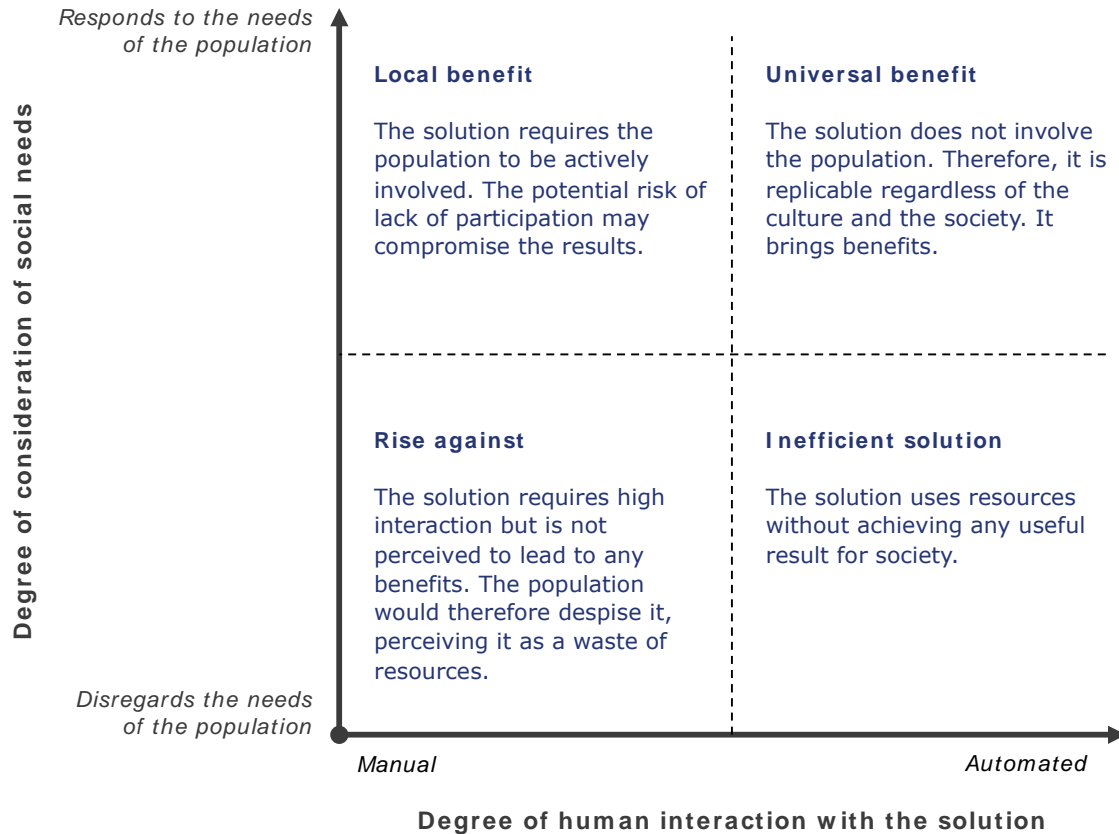 Responds to the needs
of the population
Degree of consideration of social needs
Local benefit
The solution requires the
population to be actively
involved. The potential risk of
lack of participation may
compromise the results.
Universal benefit
The solution does not involve
the population. Therefore, it is
replicable regardless of the
culture and the society. It
brings benefits.
Rise against
The solution requires high
interaction but is not
perceived to lead to any
benefits. The population
would therefore despise it,
perceiving it as a waste of
resources.
Inefficient solution
The solution uses resources
without achieving any useful
result for society.
Disregards the needs
of the population
Manual
Automated
Degree of human interaction with the solution